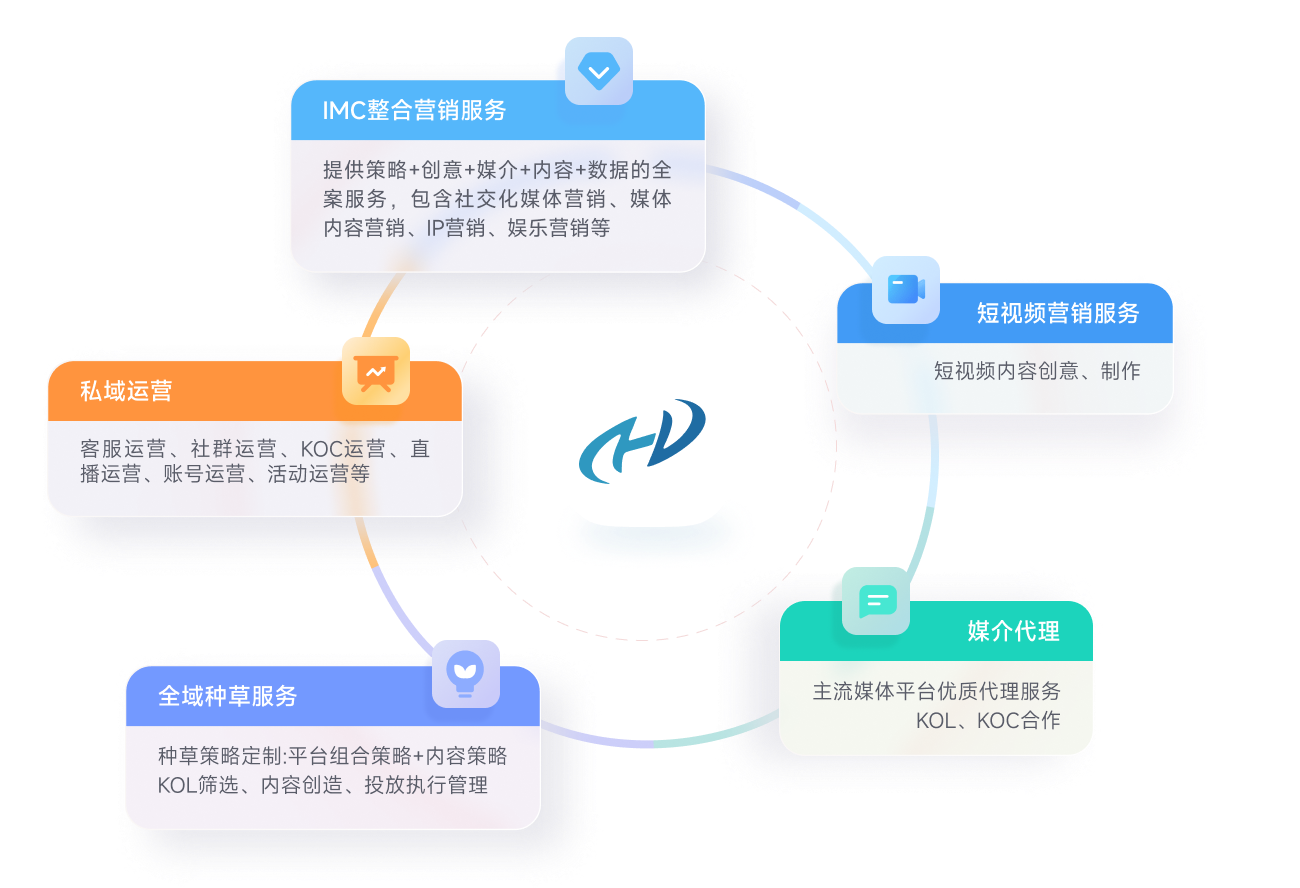 IMC整合营销服务
提供策略+创意+媒介+内容+数据的全
案服务，包含社交化媒体营销、媒体
内容营销、IP营销、娱乐营销等
短视频营销服务
短视频内容创意、制作
私域运营
客服运营、社群运营、KOC运营、直
播运营、账号运营、活动运营等
媒介代理
主流媒体平台优质代理服务
KOL、KOC合作
全域种草服务
种草策略定制:平台组合策略+内容策略
KOL筛选、内容创造、投放执行管理